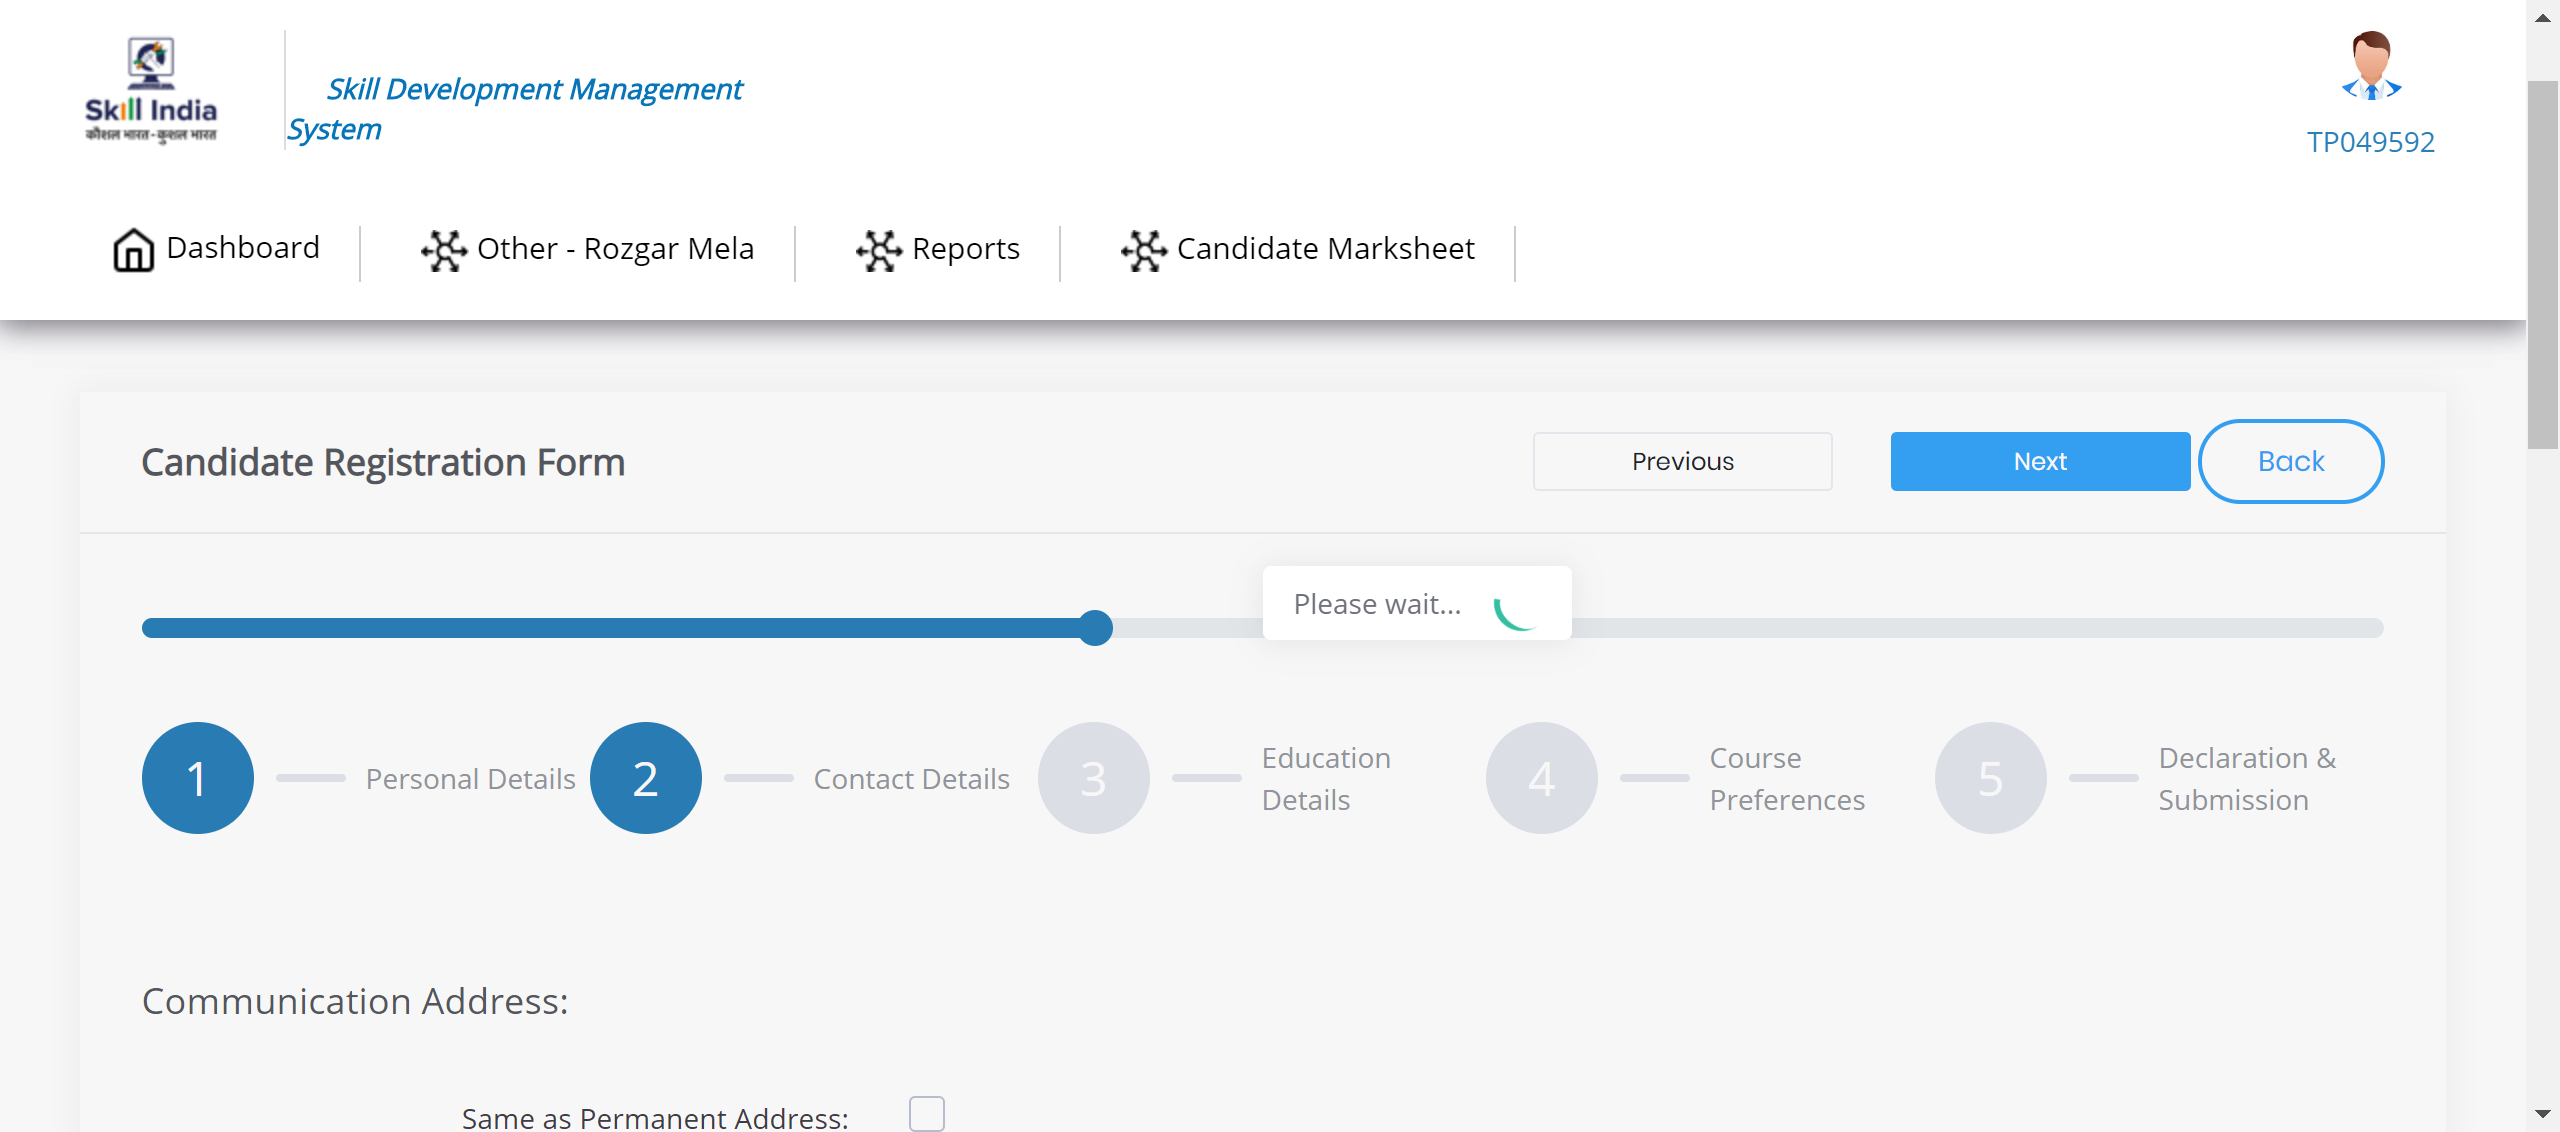 Skill India
कौशल भारत-कुशल भारत
Skill Development Management
System
TP049592
Dashboard
Other - Rozgar Mela
Reports
Candidate Marksheet
Candidate Registration Form
Previous
Next
Back
Please wait...
1
Personal Details
2
Contact Details
3
Education
Details
4
Course
Preferences
5
Declaration &
Submission
Communication Address:
Same as Permanent Address: